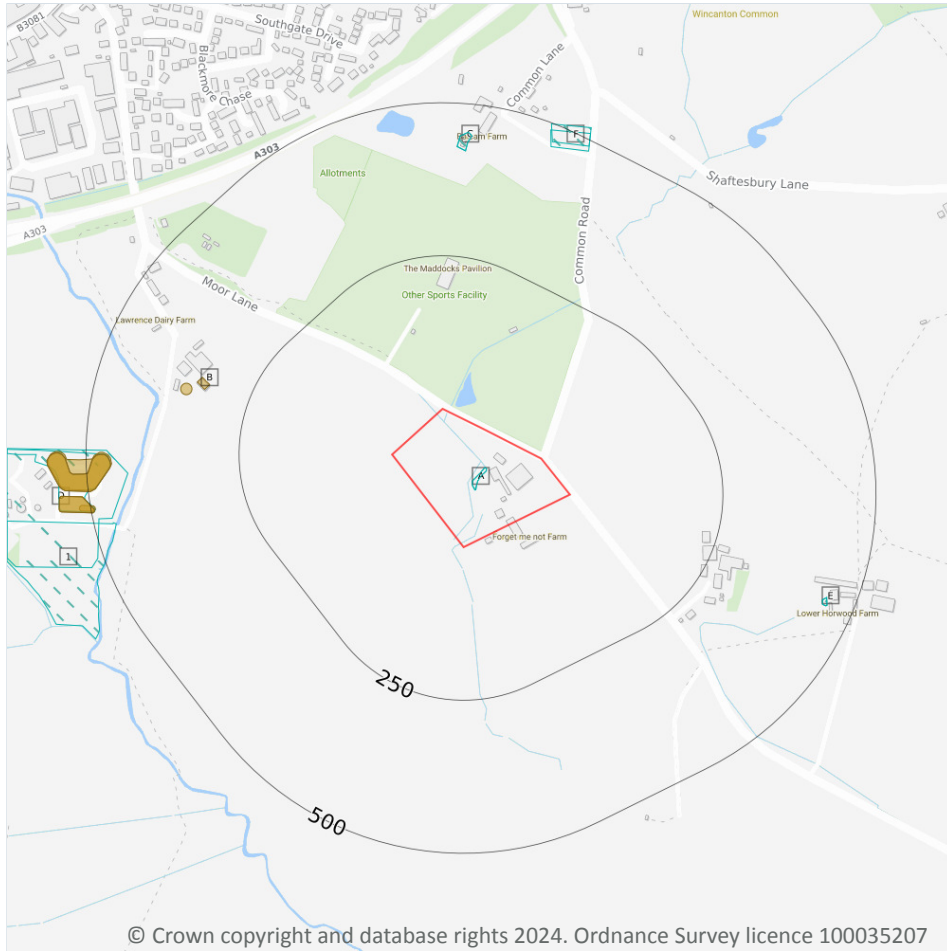 B3081
Southgate Drive
Wincanton Common
Blackmore Chase
Common Lane
C
F
A303
Allotments
Shaftesbury Lane
A303
Common Road
The Maddocks Pavilion
Moor Lane
Other Sports Facility
Lawrence Dairy Farm
B
A
D
Forget me not Farm
1
E
Lower Horwood Farm
250
500
© Crown copyright and database rights 2024. Ordnance Survey licence 100035207